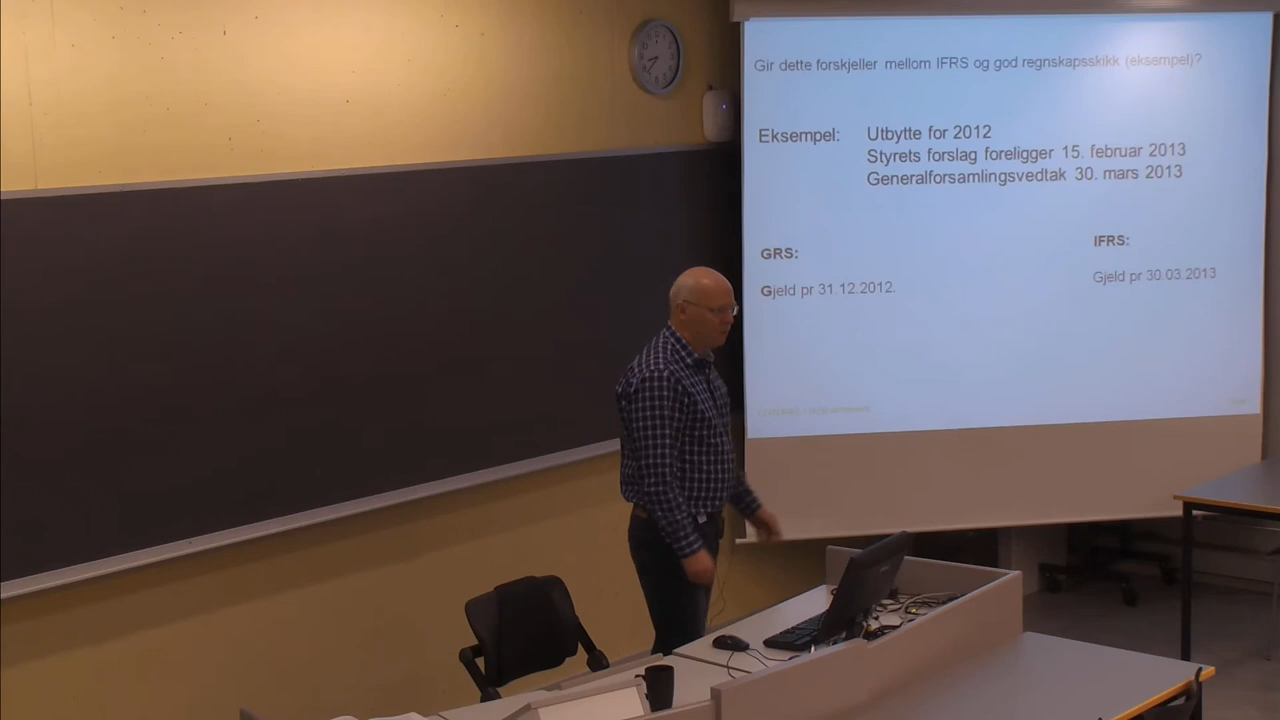 Gir dette forskjeller mellom IFRS og god regnskapsskikk (eksempel)?
Eksempel: Utbytte for 2012
Styrets forslag foreligger 15. februar 2013
Generalforsamlingsvedtak 30. mars 2013
GRS:
Gjeld pr 31.12.2012.
IFRS:
Gjeld pr 30.03.2013